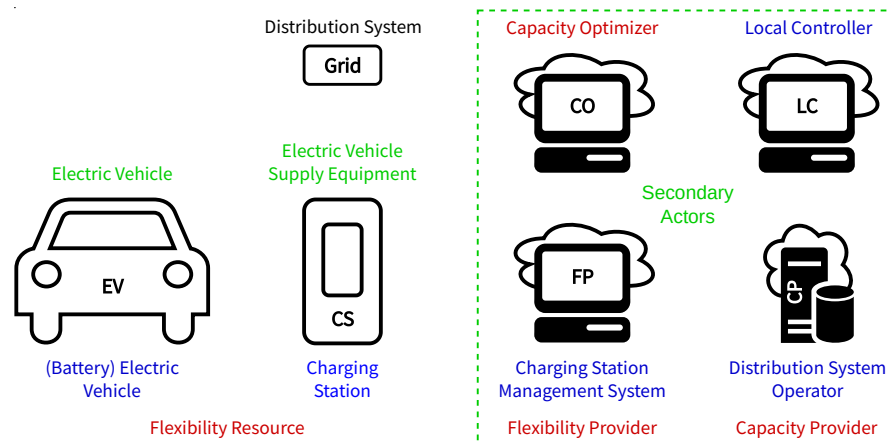 Distribution System
Grid
Capacity Optimizer
CO
Local Controller
LC
Electric Vehicle
EV
(Battery) Electric
Vehicle
Electric Vehicle
Supply Equipment
CS
Charging
Station
Flexibility Resource
Secondary
Actors
FP
Charging Station
Management System
Flexibility Provider
CP
Distribution System
Operator
Capacity Provider